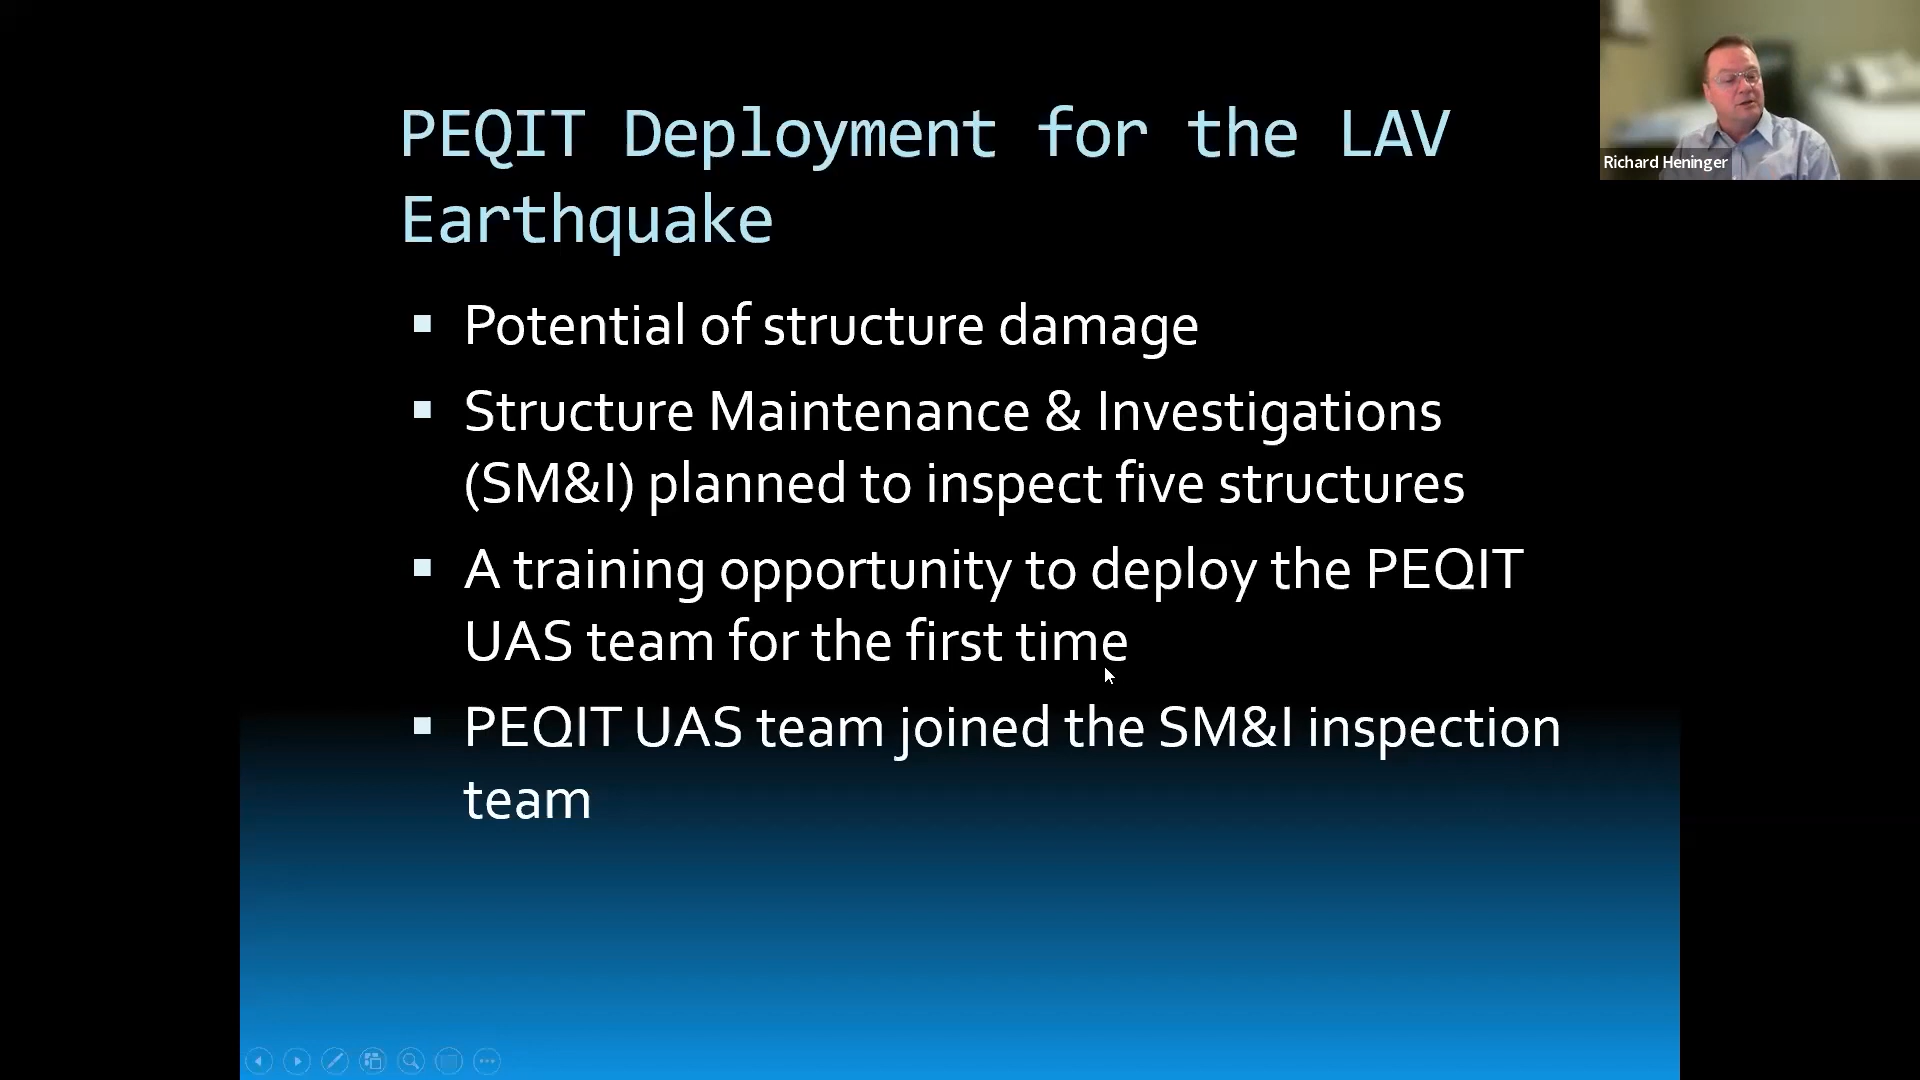 PEQIT Deployment for the LAV
Earthquake
Richard Heninger
▪ Potential of structure damage
▪ Structure Maintenance & Investigations
(SM&I) planned to inspect five structures
▪ A training opportunity to deploy the PEQIT
UAS team for the first time
▪ PEQIT UAS team joined the SM&I inspection
team